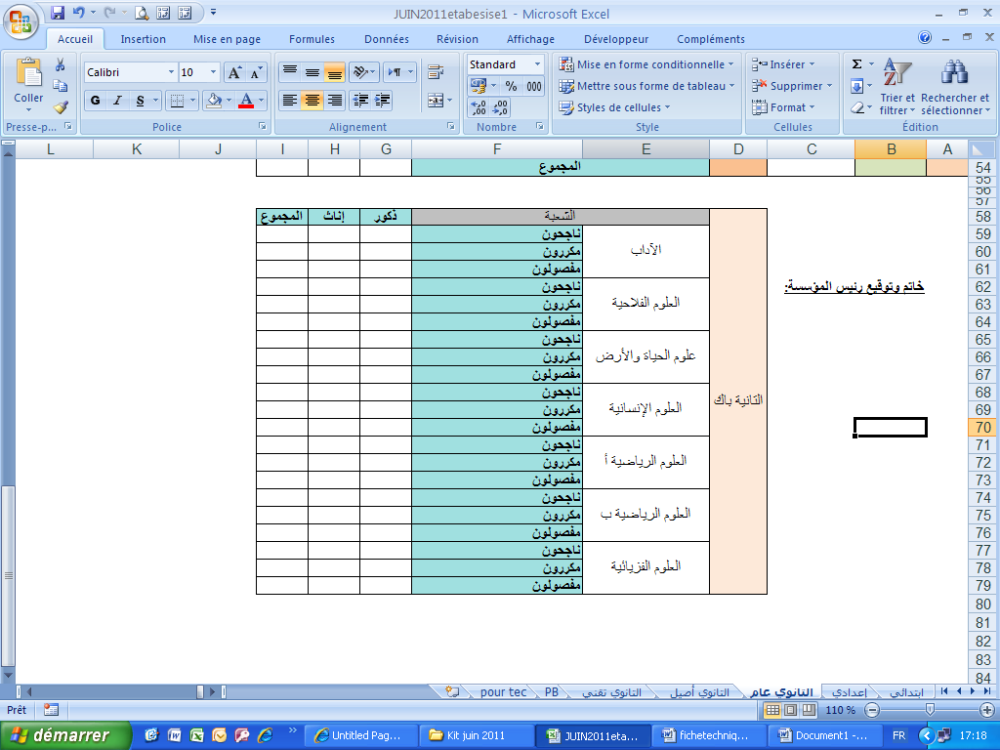 JUIN2011etabesise1 - Microsoft Excel
Accueil Insertion Mise en page Formules Données Révision Affichage Développeur Compléments
Coller
Calibri 10
G I S A
Standard
% 000
Mise en forme conditionnelle
Mettre sous forme de tableau
Styles de cellules
Insérer
Supprimer
Format
Σ
Trier et filtrer
Rechercher et sélectionner
Presse-p... Police Alignement Nombre Style Cellules Édition
L K J I H G F E D C B A
54 المجموع
55
56
57
58 الشعبة ذكور إناث المجموع
59 ناجحون
60 الآداب مكررون
61 مفصولون
62 خاتم وتوقيع رئيس المؤسسة: ناجحون
63 العلوم الفلاحية مكررون
64 مفصولون
65 ناجحون
66 علوم الحياة والأرض مكررون
67 مفصولون
68 ناجحون
69 الثانية باك العلوم الإنسانية مكررون
70 مفصولون
71 ناجحون
72 العلوم الرياضية أ مكررون
73 مفصولون
74 ناجحون
75 العلوم الرياضية ب مكررون
76 مفصولون
77 ناجحون
78 العلوم الفزيائية مكررون
79 مفصولون
80
81
82
83
84
ابتدائي إعدادي الثانوي عام الثانوي أصيل الثانوي تقني PB pour tec
Prêt 110 %
démarrer Untitled Pag... Kit juin 2011 JUIN2011eta... fichetechniq... Document1 -... FR 17:18